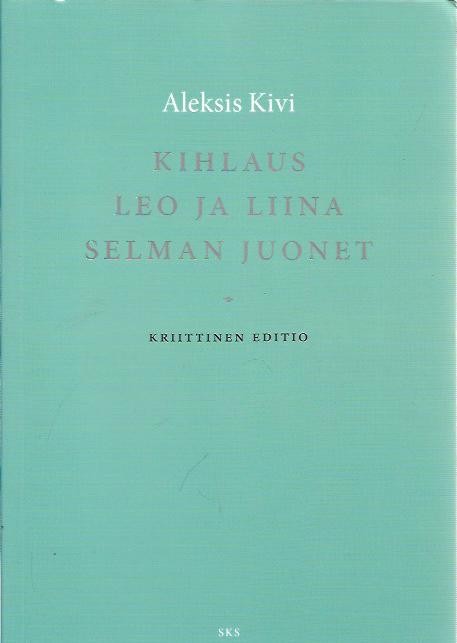 Aleksis Kivi
KIHLAUS
LEO JA LIINA
SELMAN JUONET
KRIITTINEN EDITIO
SKS